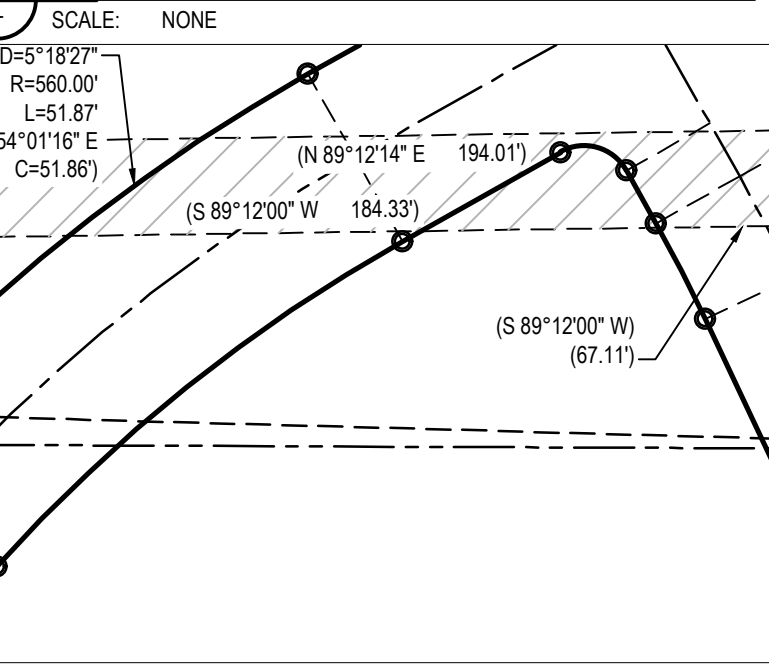 SCALE: NONE
D=5°18'27"
R=560.00'
L=51.87'
54°01'16" E
C=51.86')
(N 89°12'14" E 194.01')
(S 89°12'00" W 184.33')
(S 89°12'00" W)
(67.11')